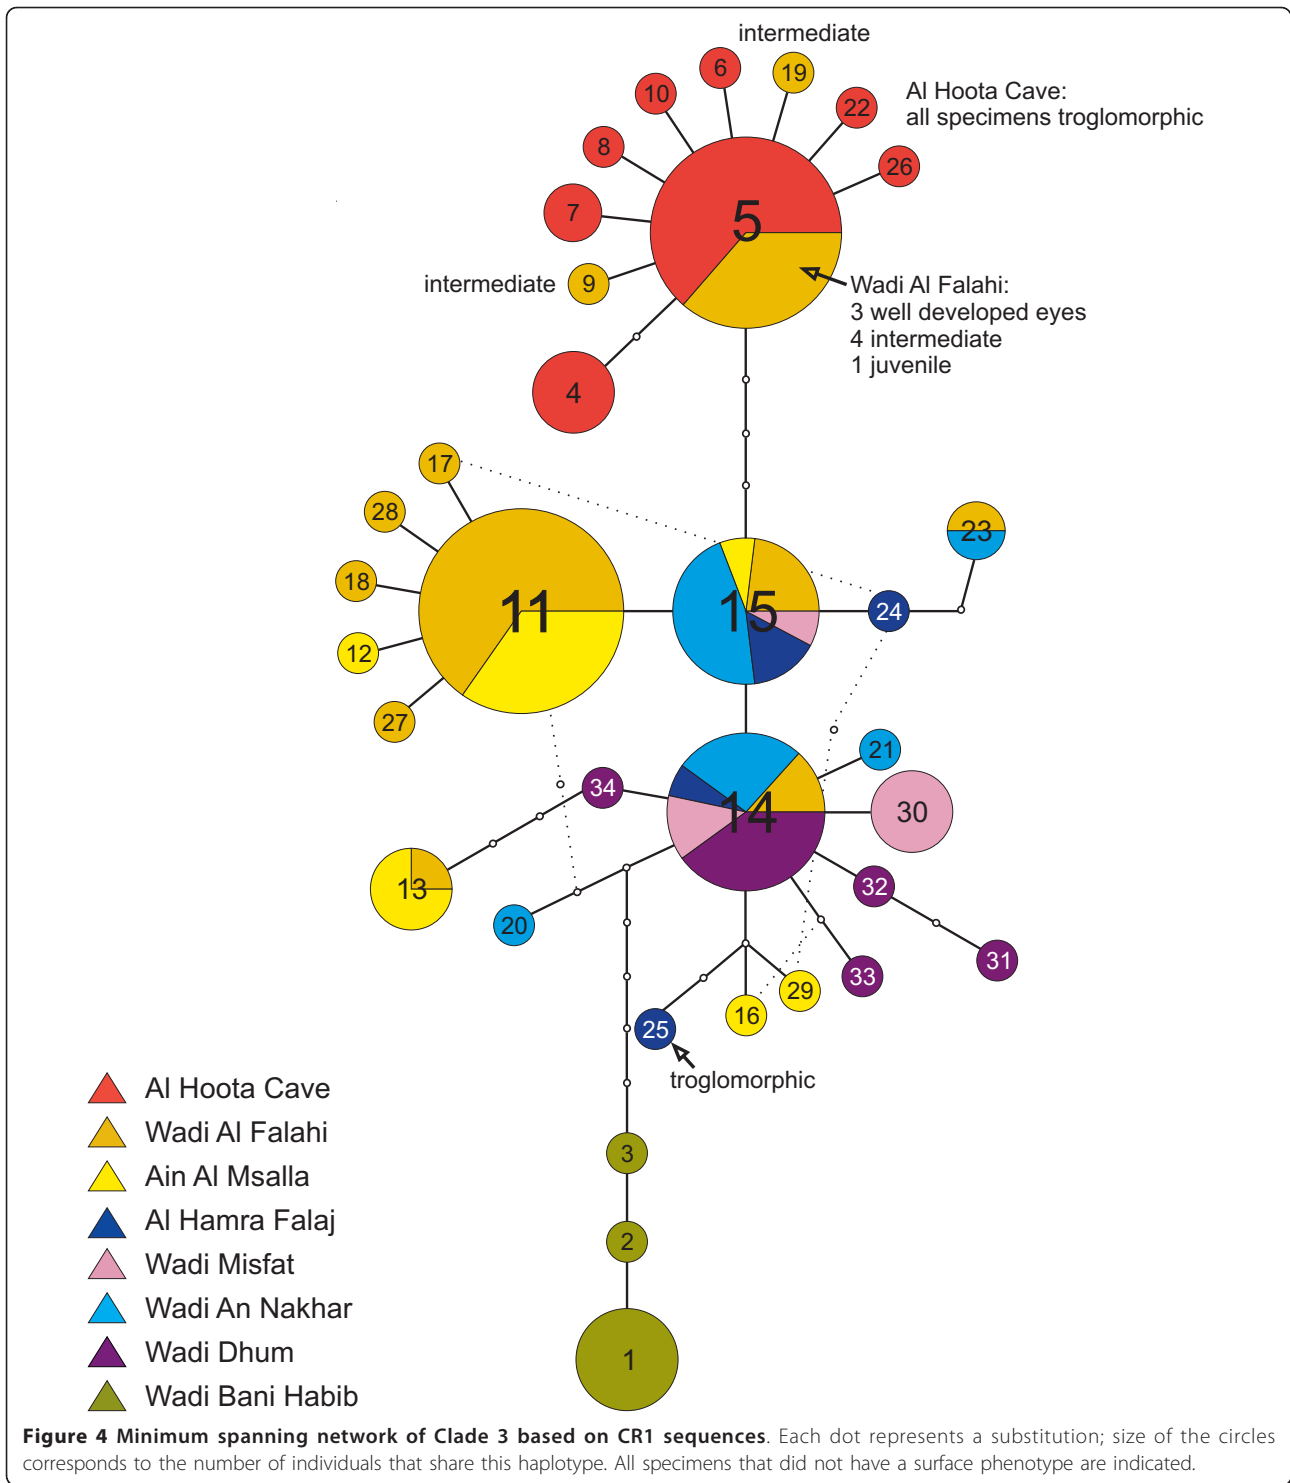 intermediate
6
19
10
22
Al Hoota Cave:
all specimens troglomorphic
8
26
7
5
intermediate
9
Wadi Al Falahi:
3 well developed eyes
4 intermediate
1 juvenile
4
17
28
23
18
11
15
24
12
27
21
34
14
30
13
32
20
31
33
29
16
25
troglomorphic
Al Hoota Cave
Wadi Al Falahi
3
Ain Al Msalla
Al Hamra Falaj
2
Wadi Misfat
Wadi An Nakhar
Wadi Dhum
1
Wadi Bani Habib
Figure 4 Minimum spanning network of Clade 3 based on CR1 sequences. Each dot represents a substitution; size of the circles
corresponds to the number of individuals that share this haplotype. All specimens that did not have a surface phenotype are indicated.